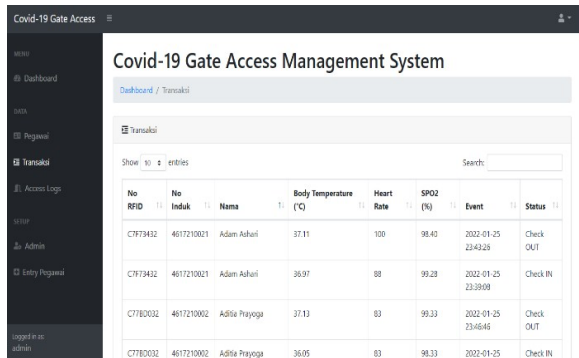 Covid-19 Gate Access
MENU
Dashboard
DATA
Pegawai
Transaksi
Access Logs
SETUP
Admin
Entry Pegawai
Logged in as:
admin
Covid-19 Gate Access Management System
Dashboard / Transaksi
Transaksi
Show 10 entries
Search:
No RFID No Induk Nama Body Temperature (°C) Heart Rate SPO2 (%) Event Status
C7F73432 4617210021 Adam Ashari 37.11 100 98.40 2022-01-25 23:43:26 Check OUT
C7F73432 4617210021 Adam Ashari 36.97 88 99.28 2022-01-25 23:39:08 Check IN
C77BD032 4617210002 Aditia Prayoga 37.13 83 99.33 2022-01-25 23:46:46 Check OUT
C77BD032 4617210002 Aditia Prayoga 36.05 83 98.33 2022-01-25 Check IN